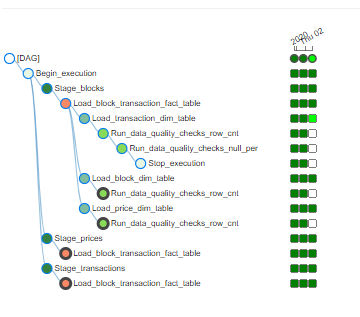 2020
Thu 02
[DAG]
Begin_execution
Stage_blocks
Load_block_transaction_fact_table
Load_transaction_dim_table
Run_data_quality_checks_row_cnt
Run_data_quality_checks_null_per
Stop_execution
Load_block_dim_table
Run_data_quality_checks_row_cnt
Load_price_dim_table
Run_data_quality_checks_row_cnt
Stage_prices
Load_block_transaction_fact_table
Stage_transactions
Load_block_transaction_fact_table